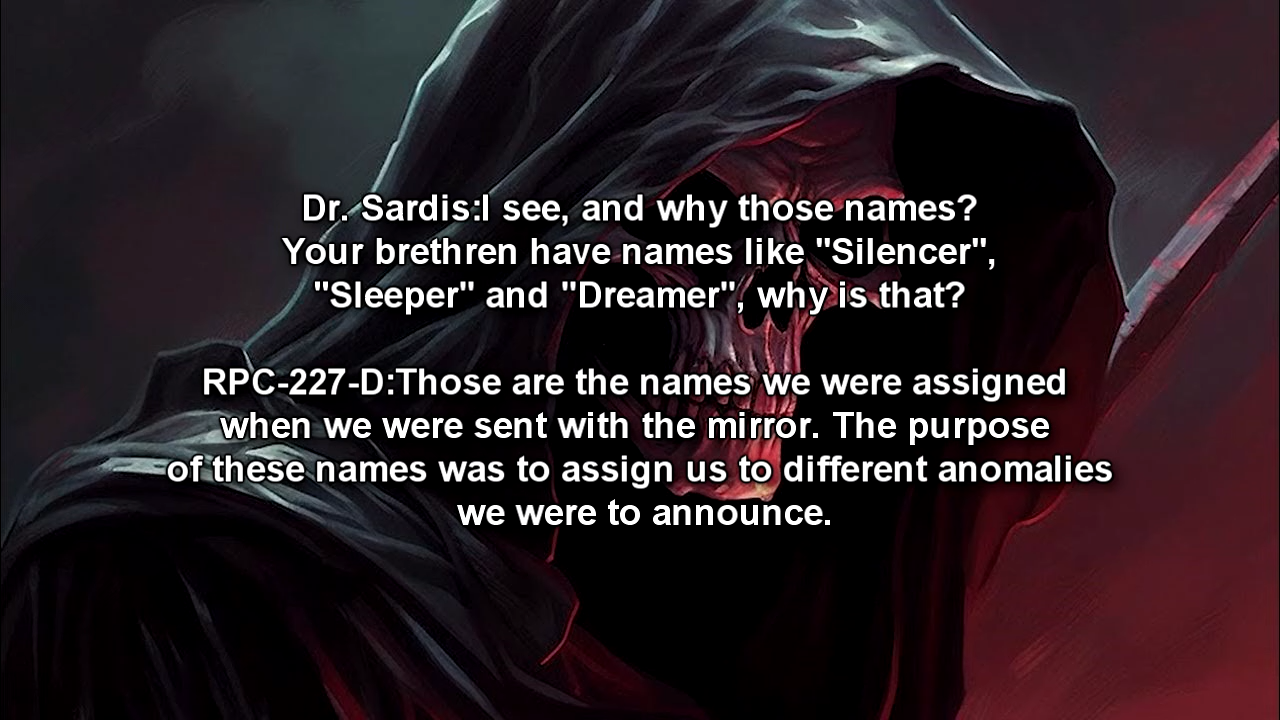 Dr. Sardis:I see, and why those names?
Your brethren have names like "Silencer",
"Sleeper" and "Dreamer", why is that?
RPC-227-D:Those are the names we were assigned
when we were sent with the mirror. The purpose
of these names was to assign us to different anomalies
we were to announce.